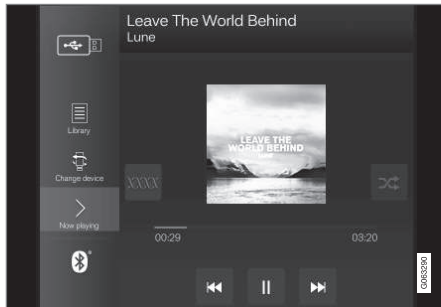 Leave The World Behind
Lune
Library
Change device
Now playing
LEAVE THE
WORLD BEHIND
LUNE
XXXX
00:29
03:20
G063290